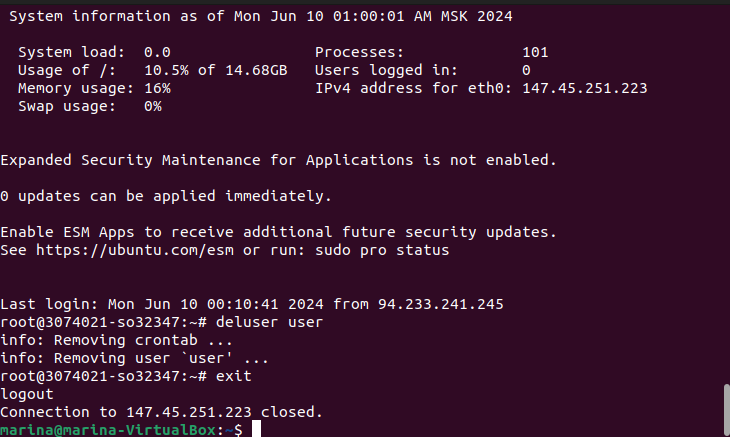 System information as of Mon Jun 10 01:00:01 AM MSK 2024
System load:  0.0                Processes:             101
Usage of /:   10.5% of 14.68GB   Users logged in:       0
Memory usage: 16%                IPv4 address for eth0: 147.45.251.223
Swap usage:   0%
Expanded Security Maintenance for Applications is not enabled.
0 updates can be applied immediately.
Enable ESM Apps to receive additional future security updates.
See https://ubuntu.com/esm or run: sudo pro status
Last login: Mon Jun 10 00:10:41 2024 from 94.233.241.245
root@3074021-so32347:~# deluser user
info: Removing crontab ...
info: Removing user `user' ...
root@3074021-so32347:~# exit
logout
Connection to 147.45.251.223 closed.
marina@marina-VirtualBox:~$